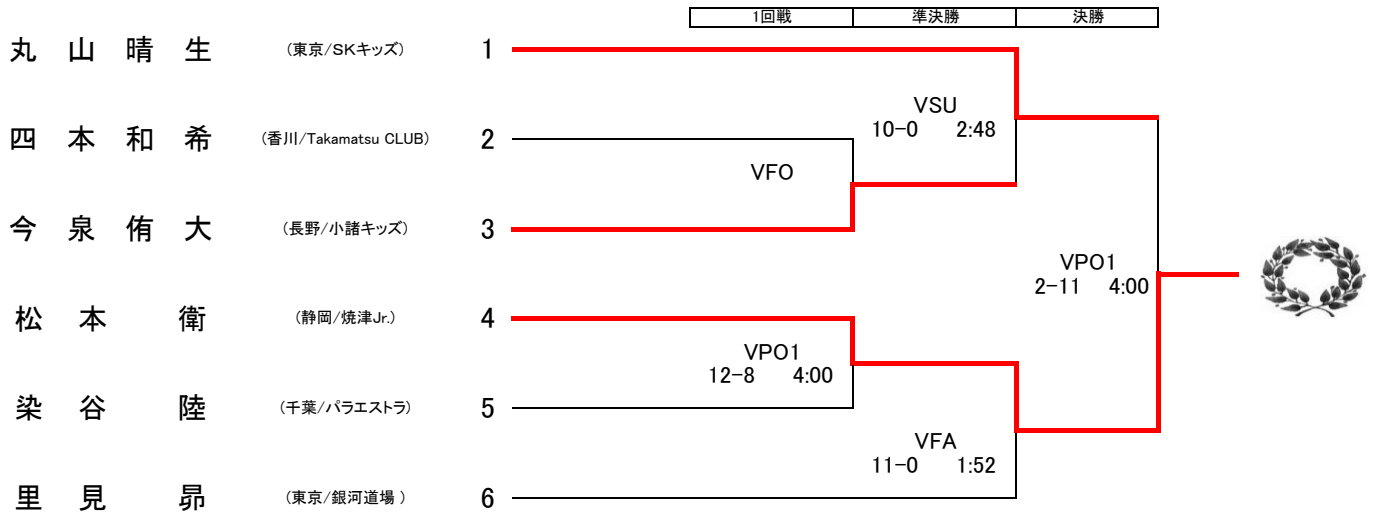 1回戦 準決勝 決勝
丸山晴生 (東京/SKキッズ) 1
VSU
10-0 2:48
四本和希 (香川/Takamatsu CLUB) 2
VFO
今泉侑大 (長野/小諸キッズ) 3
VPO1
2-11 4:00
松本衛 (静岡/焼津Jr.) 4
VPO1
12-8 4:00
染谷陸 (千葉/パラエストラ) 5
VFA
11-0 1:52
里見昴 (東京/銀河道場 ) 6